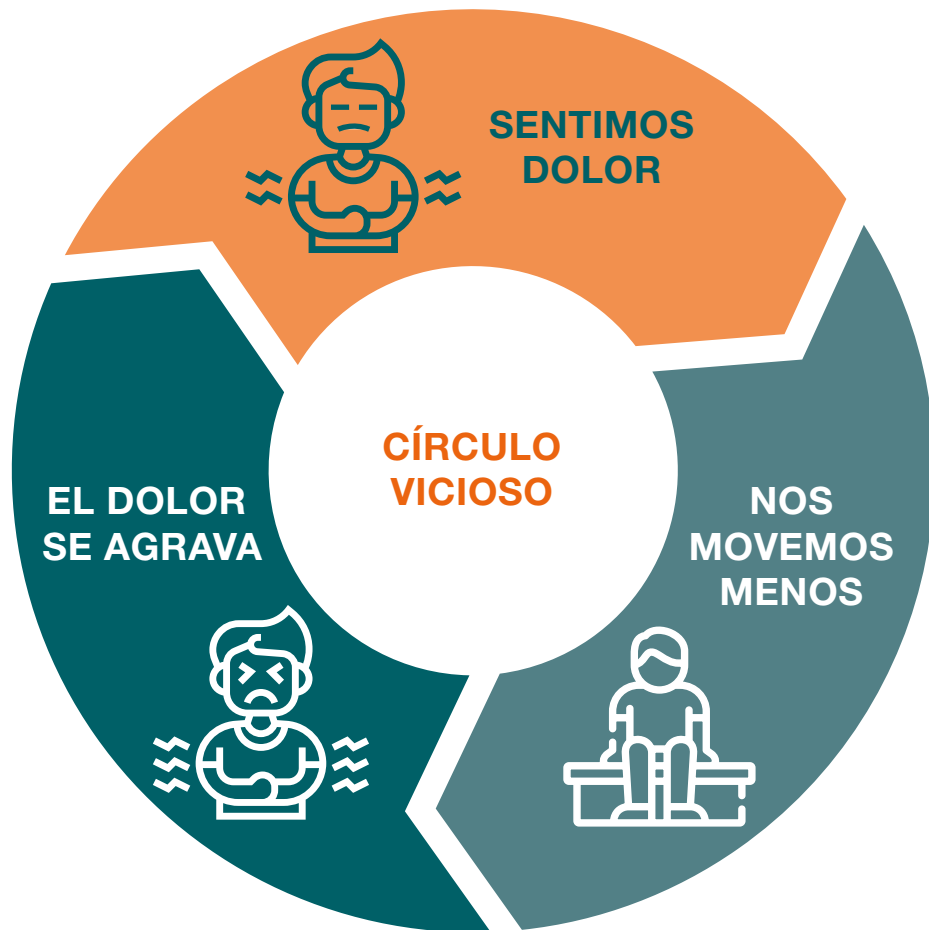 SENTIMOS
DOLOR
CÍRCULO
VICIOSO
NOS
MOVEMOS
MENOS
EL DOLOR
SE AGRAVA